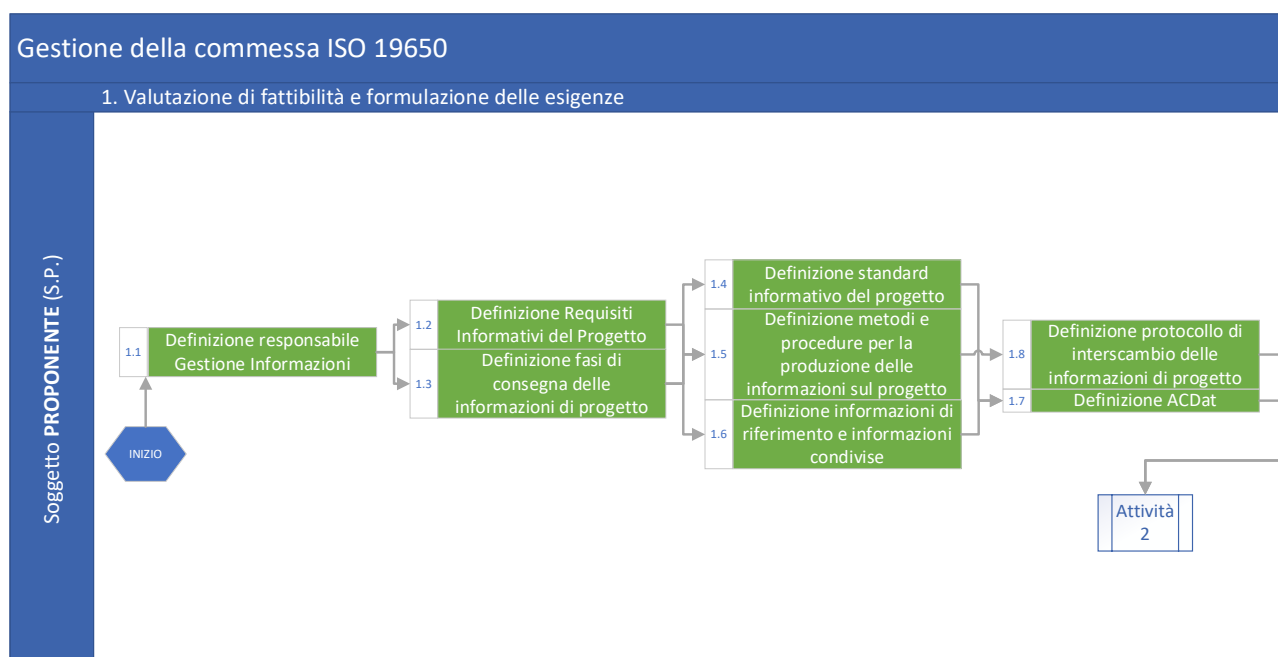 Gestione della commessa ISO 19650
1. Valutazione di fattibilità e formulazione delle esigenze
Soggetto PROPONENTE (S.P.)
INIZIO
1.1
Definizione responsabile
Gestione Informazioni
1.2
Definizione Requisiti
Informativi del Progetto
1.3
Definizione fasi di
consegna delle
informazioni di progetto
1.4
Definizione standard
informativo del progetto
1.5
Definizione metodi e
procedure per la
produzione delle
informazioni sul progetto
1.6
Definizione informazioni di
riferimento e informazioni
condivise
1.8
Definizione protocollo di
interscambio delle
informazioni di progetto
1.7
Definizione ACDat
Attività
2